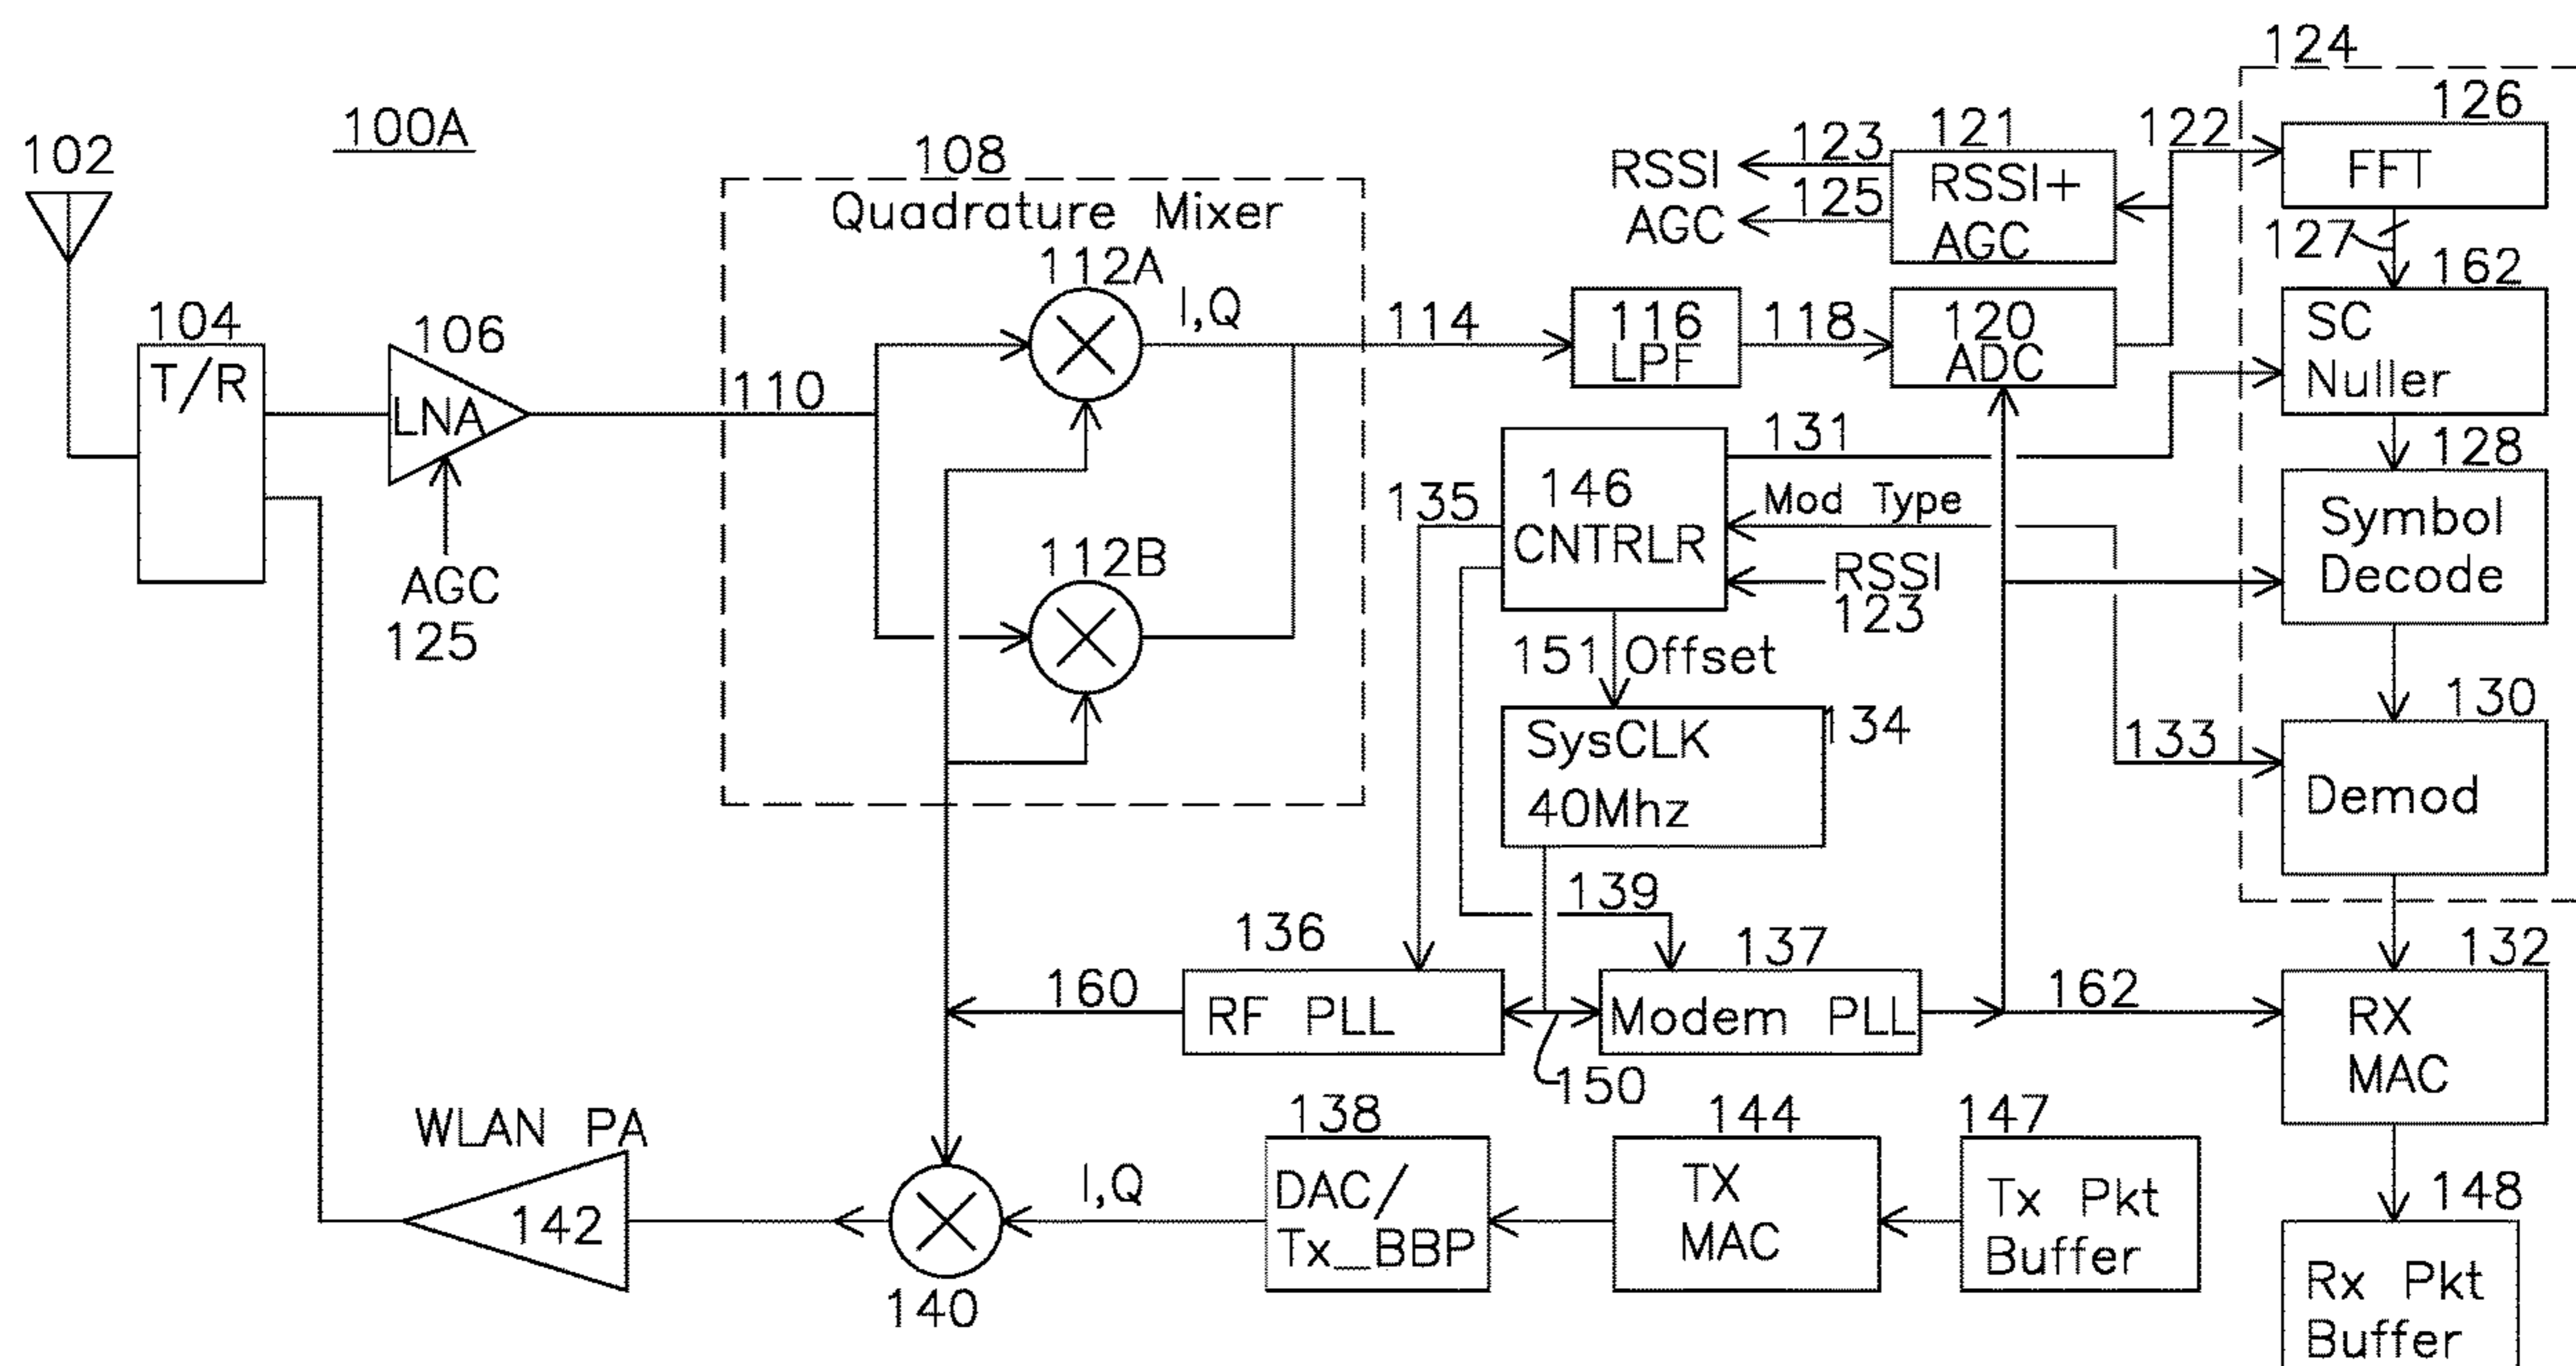 100A
102
104
T/R
106
LNA
AGC
125
108
Quadrature Mixer
110
112A
I,Q
112B
114
116
LPF
118
120
ADC
RSSI
123
AGC
125
121
RSSI+
AGC
122
124
126
FFT
127
162
SC
Nuller
128
Symbol
Decode
130
Demod
133
131
Mod Type
146
CNTRLR
135
RSSI
123
151 Offset
134
SysCLK
40Mhz
139
136
RF PLL
160
150
137
Modem PLL
162
132
RX
MAC
148
Rx Pkt
Buffer
147
Tx Pkt
Buffer
144
TX
MAC
138
DAC/
Tx_BBP
I,Q
140
WLAN PA
142